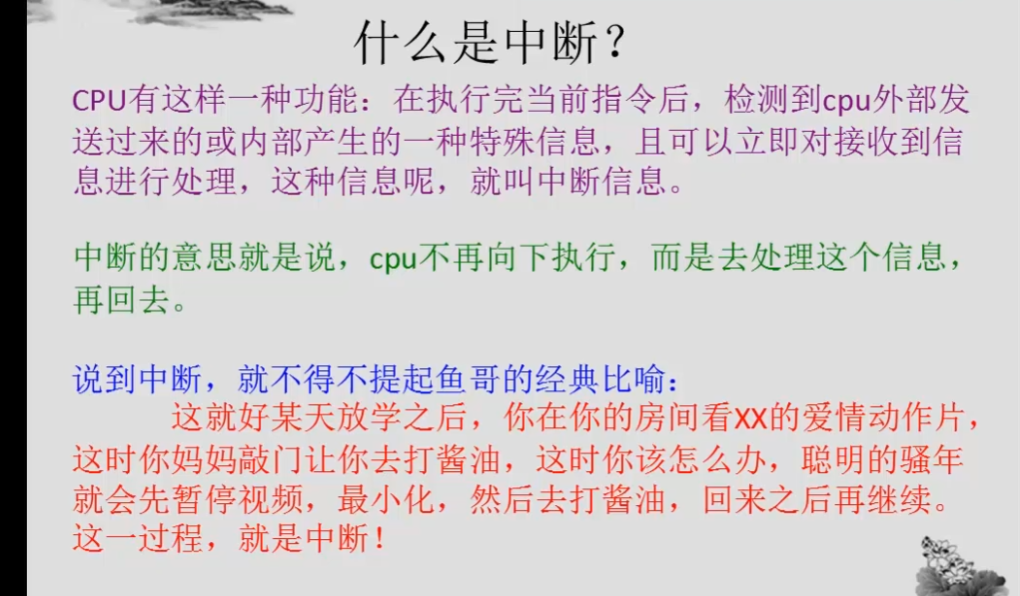 什么是中断？
CPU有这样一种功能：在执行完当前指令后，检测到cpu外部发
送过来的或内部产生的一种特殊信息，且可以立即对接收到信
息进行处理，这种信息呢，就叫中断信息。
中断的意思就是说，cpu不再向下执行，而是去处理这个信息，
再回去。
说到中断，就不得不提起鱼哥的经典比喻：
这就好某天放学之后，你在你的房间看XX的爱情动作片，
这时你妈妈敲门让你去打酱油，这时你该怎么办，聪明的骚年
就会先暂停视频，最小化，然后去打酱油，回来之后再继续。
这一过程，就是中断！